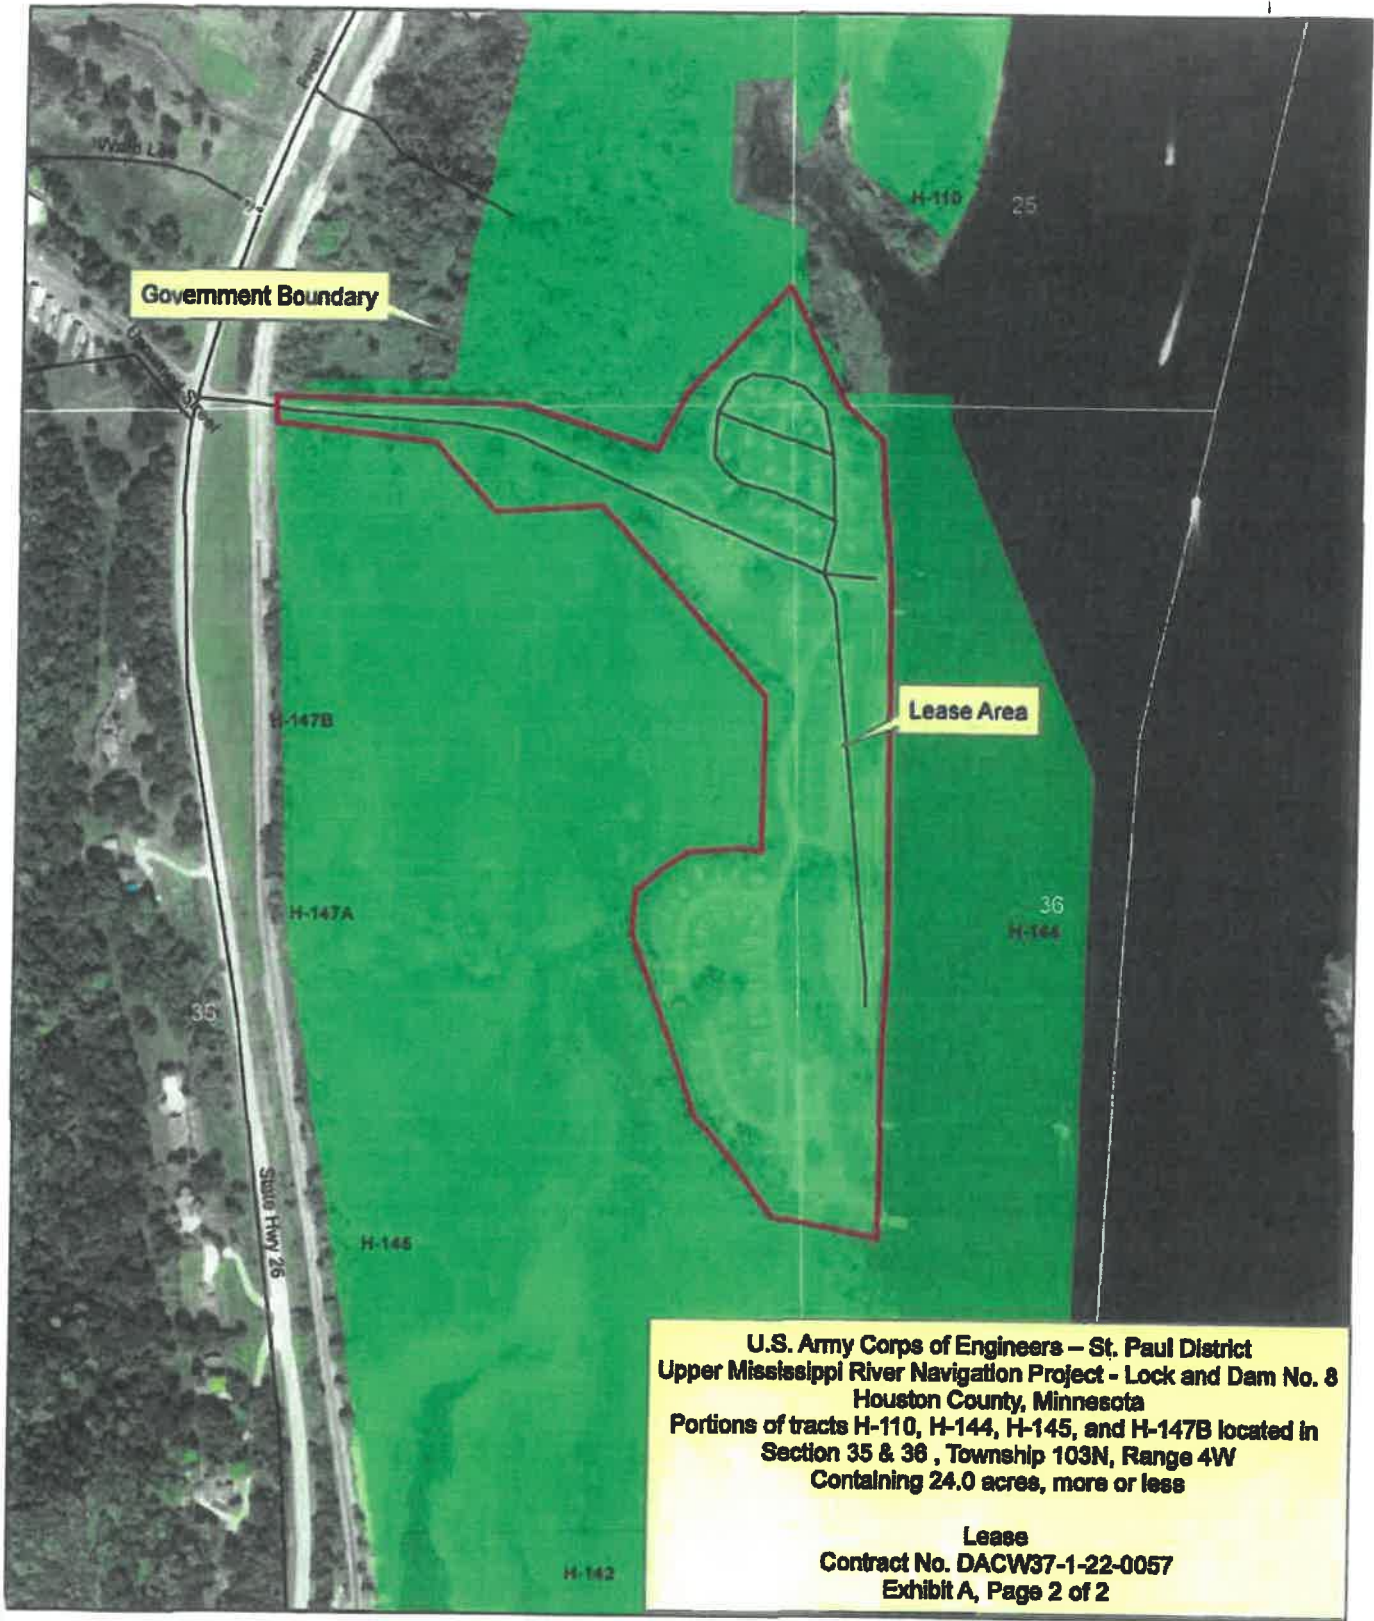 H-110
25
Government Boundary
Street
H-147B
Lease Area
H-147A
36
H-144
35
State Hwy 26
H-145
H-142
U.S. Army Corps of Engineers – St. Paul District
Upper Mississippi River Navigation Project - Lock and Dam No. 8
Houston County, Minnesota
Portions of tracts H-110, H-144, H-145, and H-147B located in
Section 35 & 36 , Township 103N, Range 4W
Containing 24.0 acres, more or less
Lease
Contract No. DACW37-1-22-0057
Exhibit A, Page 2 of 2